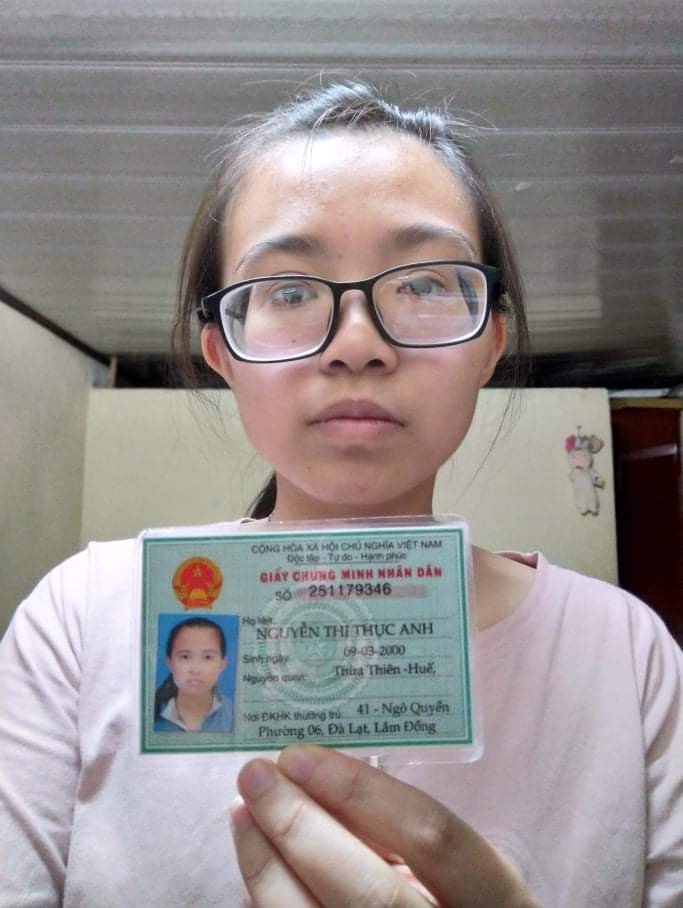 CỘNG HÒA XÃ HỘI CHỦ NGHĨA VIỆT NAM
Độc lập - Tự do - Hạnh phúc
GIẤY CHỨNG MINH NHÂN DÂN
SỐ 251179346
Họ tên: NGUYỄN THỊ THỤC ANH
Sinh ngày: 09-03-2000
Nguyên quán: Thừa Thiên -Huế,
Nơi ĐKHK thường trú: 41 - Ngô Quyền
Phường 06, Đà Lạt, Lâm Đồng